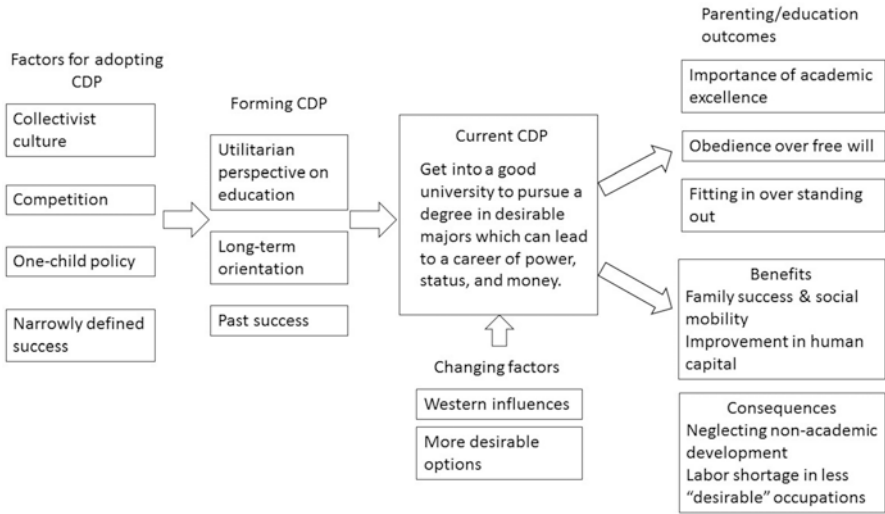 Factors for adopting
CDP
Collectivist
culture
Competition
One-child policy
Narrowly defined
success
Forming CDP
Utilitarian
perspective on
education
Long-term
orientation
Past success
Current CDP
Get into a good
university to pursue a
degree in desirable
majors which can lead
to a career of power,
status, and money.
Changing factors
Western influences
More desirable
options
Parenting/education
outcomes
Importance of academic
excellence
Obedience over free will
Fitting in over standing
out
Benefits
Family success & social
mobility
Improvement in human
capital
Consequences
Neglecting non-academic
development
Labor shortage in less
“desirable” occupations